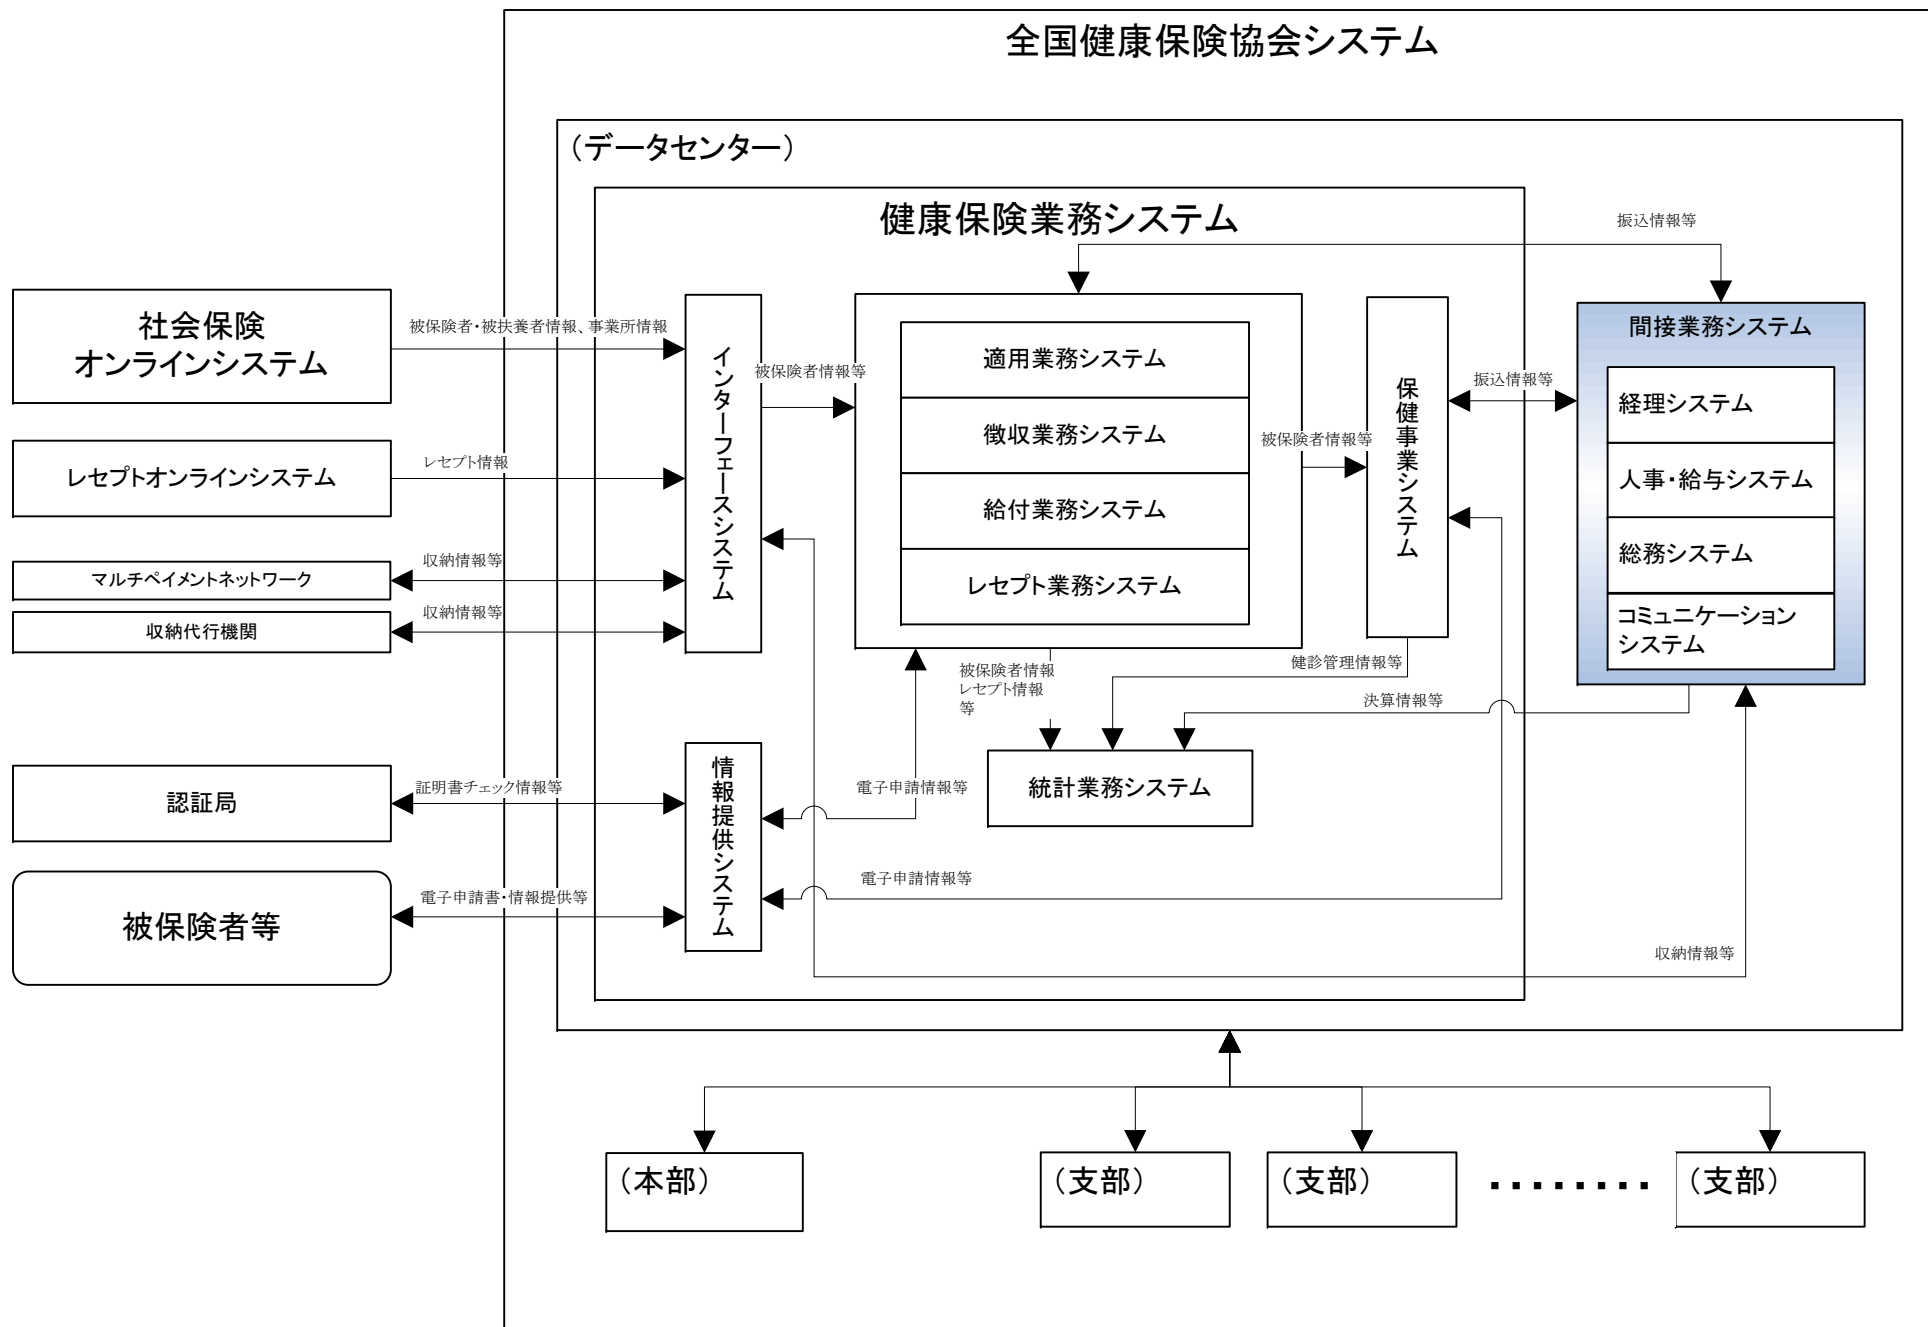 全国健康保険協会システム
（データセンター）
健康保険業務システム
振込情報等
社会保険
オンラインシステム
被保険者・被扶養者情報、事業所情報
レセプトオンラインシステム
レセプト情報
マルチペイメントネットワーク
収納情報等
収納代行機関
収納情報等
インターフェースシステム
被保険者情報等
適用業務システム
徴収業務システム
給付業務システム
レセプト業務システム
被保険者情報等
保健事業システム
振込情報等
間接業務システム
経理システム
人事・給与システム
総務システム
コミュニケーション
システム
被保険者情報
レセプト情報
等
健診管理情報等
決算情報等
統計業務システム
認証局
証明書チェック情報等
被保険者等
電子申請書・情報提供等
情報提供システム
電子申請情報等
電子申請情報等
収納情報等
（本部）
（支部）
（支部）
・・・・・・・・
（支部）